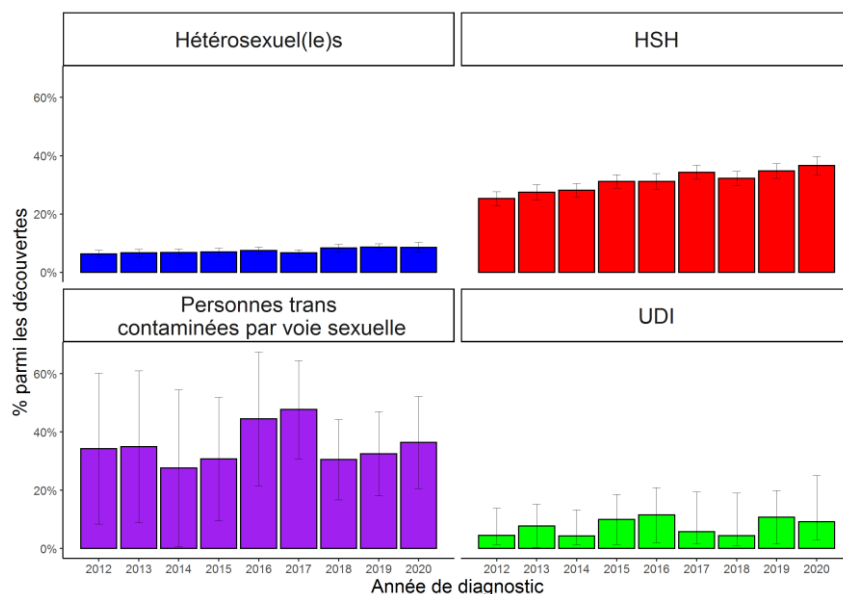 Hétérosexuel(le)s
HSH
60%
40%
20%
0%
Personnes trans
contaminées par voie sexuelle
UDI
60%
40%
20%
0%
% parmi les découvertes
2012 2013 2014 2015 2016 2017 2018 2019 2020
2012 2013 2014 2015 2016 2017 2018 2019 2020
Année de diagnostic